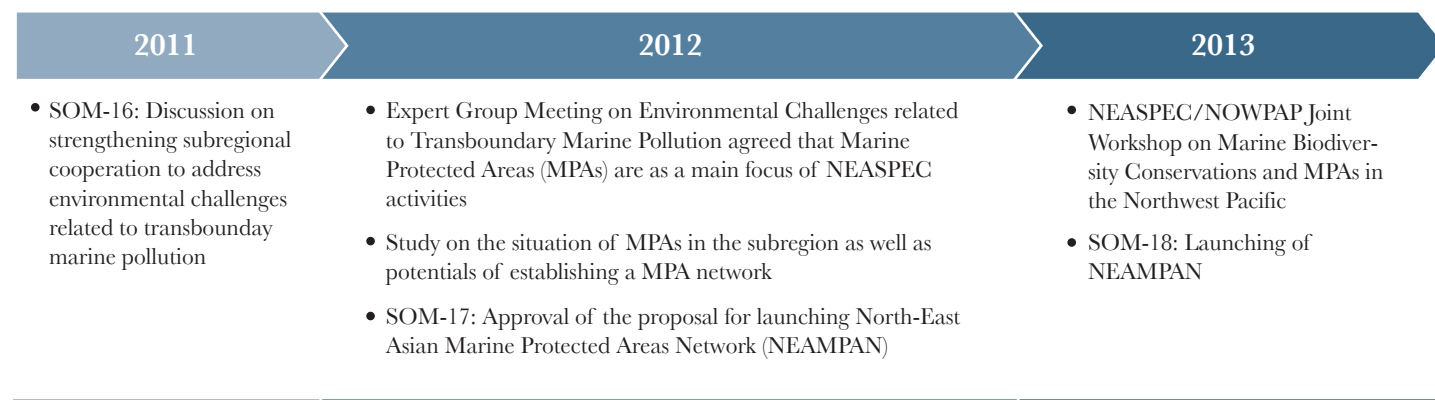 2011
2012
2013
• SOM-16: Discussion on
strengthening subregional
cooperation to address
environmental challenges
related to transbounday
marine pollution
• Expert Group Meeting on Environmental Challenges related
to Transboundary Marine Pollution agreed that Marine
Protected Areas (MPAs) are as a main focus of NEASPEC
activities
• Study on the situation of MPAs in the subregion as well as
potentials of establishing a MPA network
• SOM-17: Approval of the proposal for launching North-East
Asian Marine Protected Areas Network (NEAMPAN)
• NEASPEC/NOWPAP Joint
Workshop on Marine Biodiver-
sity Conservations and MPAs in
the Northwest Pacific
• SOM-18: Launching of
NEAMPAN